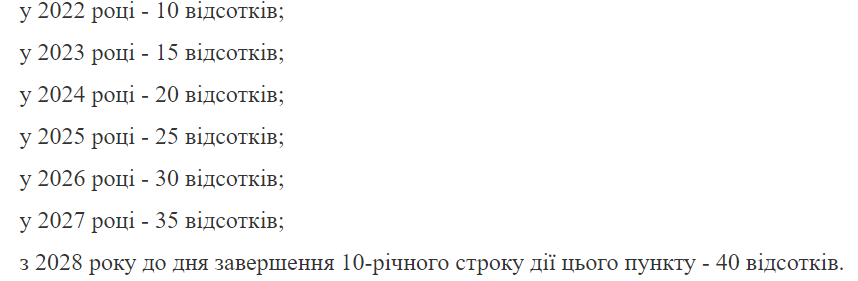 у 2022 році - 10 відсотків;
у 2023 році - 15 відсотків;
у 2024 році - 20 відсотків;
у 2025 році - 25 відсотків;
у 2026 році - 30 відсотків;
у 2027 році - 35 відсотків;
з 2028 року до дня завершення 10-річного строку дії цього пункту - 40 відсотків.